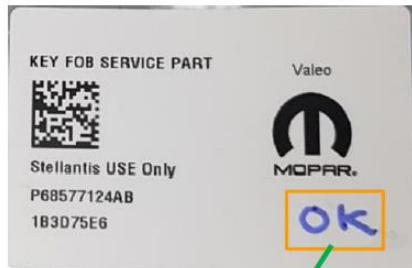 KEY FOB SERVICE PART
Valeo
Stellantis USE Only
MOPAR®
P68577124AB
1B3D75E6
OK